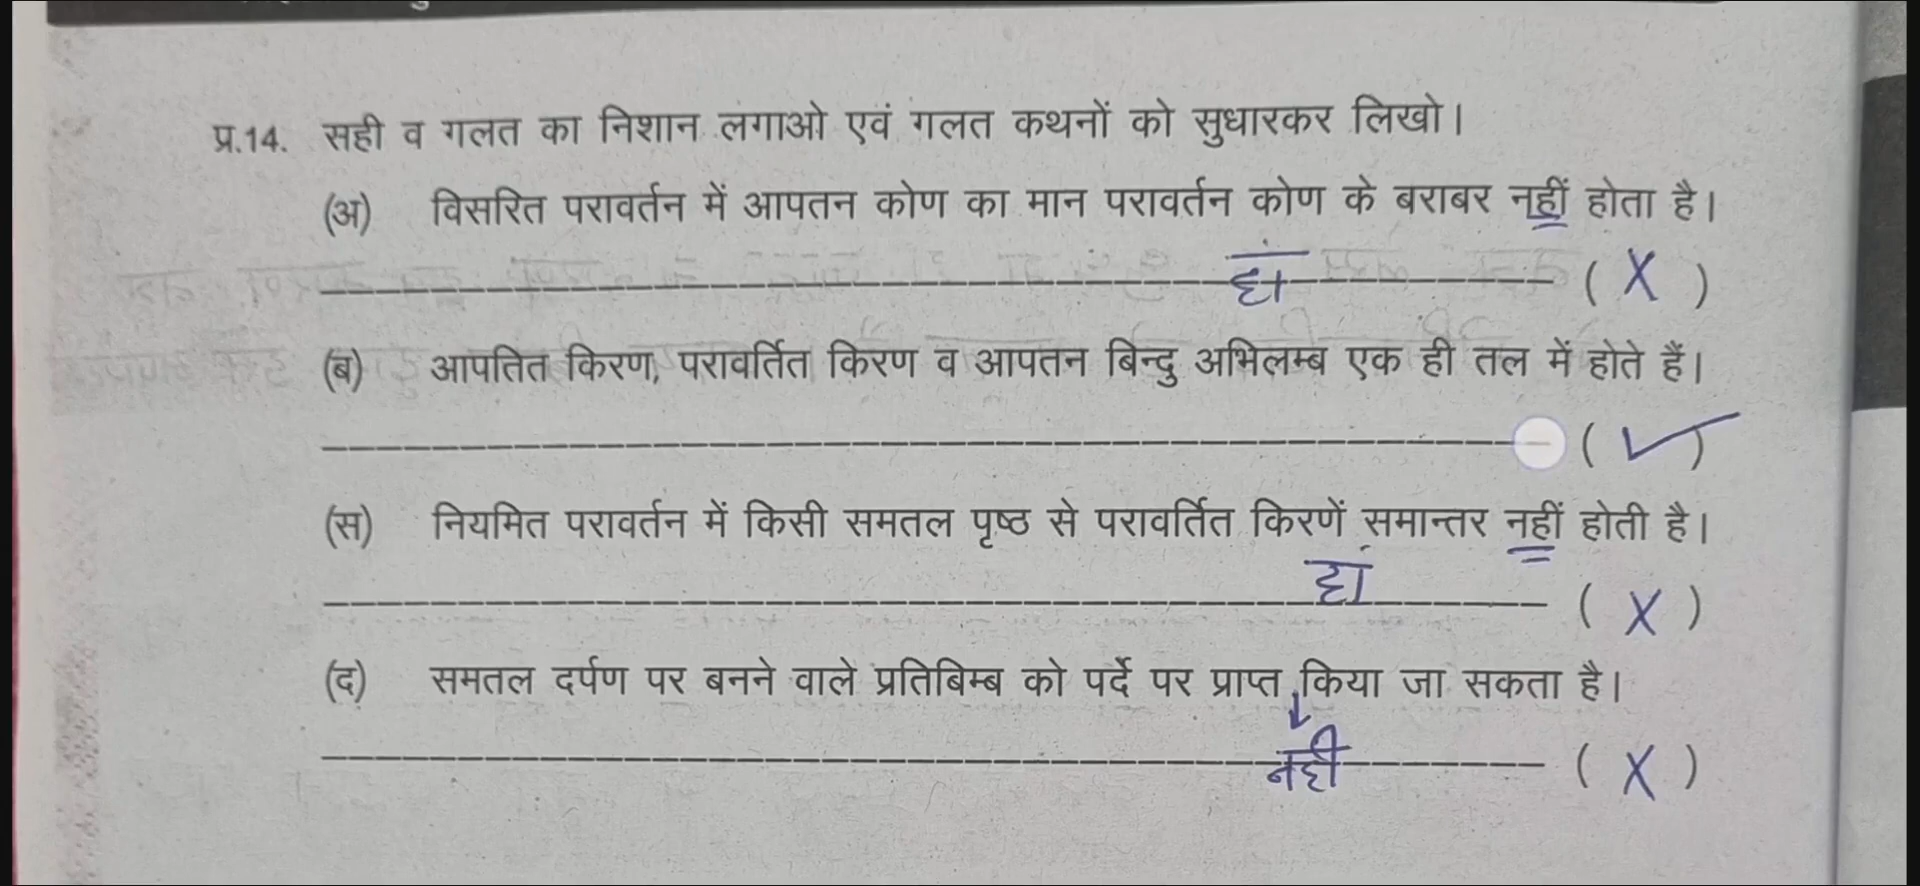 प्र.14. सही व गलत का निशान लगाओ एवं गलत कथनों को सुधारकर लिखो।
(अ) विसरित परावर्तन में आपतन कोण का मान परावर्तन कोण के बराबर नहीं होता है।
हां ( X )
(ब) आपतित किरण, परावर्तित किरण व आपतन बिन्दु अभिलम्ब एक ही तल में होते हैं।
( ✓ )
(स) नियमित परावर्तन में किसी समतल पृष्ठ से परावर्तित किरणें समान्तर नहीं होती है।
हां ( X )
(द) समतल दर्पण पर बनने वाले प्रतिबिम्ब को पर्दे पर प्राप्त किया जा सकता है।
नही ( X )